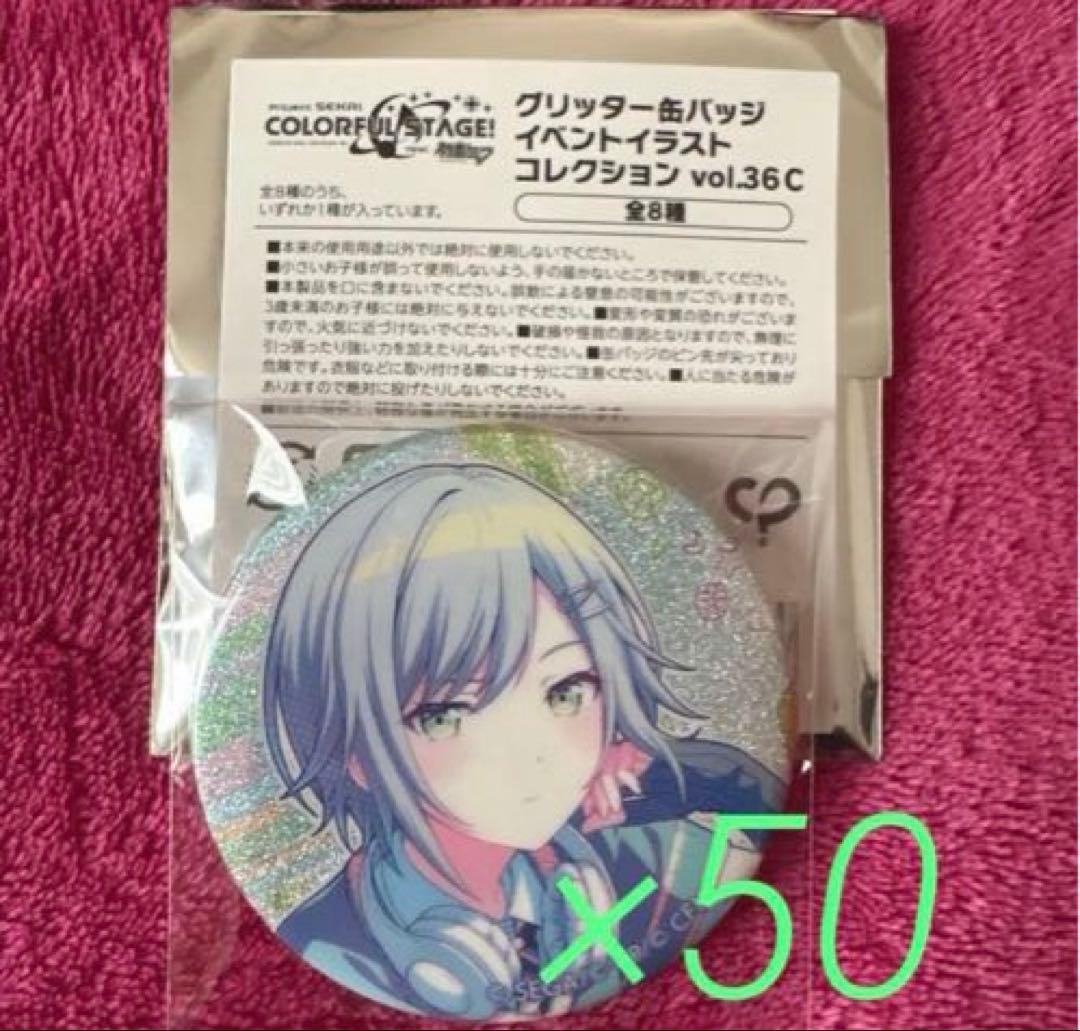 PROJECT SEKAI
COLORFUL STAGE!
グリッター缶バッジ
イベントイラスト
コレクション vol.36 C
全8種のうち、
いずれか1種が入っています。
全8種
■本来の使用用途以外では絶対に使用しないでください。
■小さいお子様が誤って使用しないよう、手の届かないところで保管してください。
■本製品を口に含まないでください。誤飲による窒息の可能性がございますので、
3歳未満のお子様には絶対に与えないでください。■変形や変質の恐れがございま
すので、火気に近づけないでください。■破損や怪我の原因となりますので、無理に
引っ張ったり強い力を加えたりしないでください。■缶バッジのピン先が尖っており
危険です。衣服などに取り付ける際には十分にご注意ください。■人に当たる危険が
ありますので絶対に投げたりしないでください。
×50